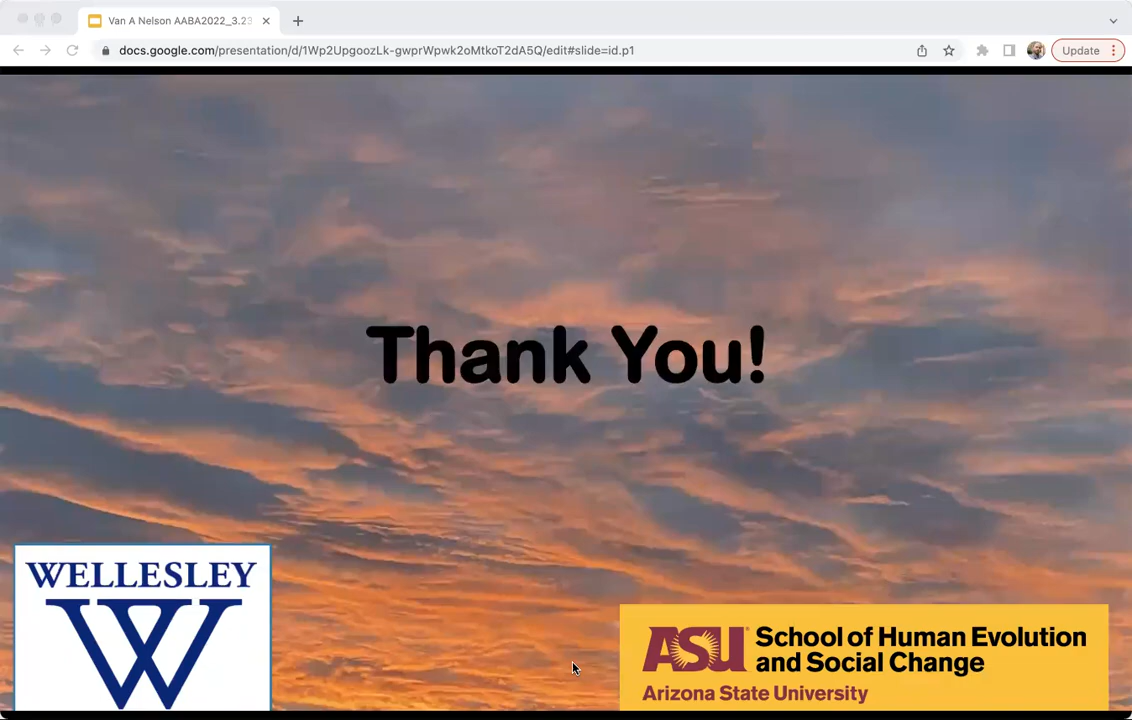 Van A Nelson AABA2022_3.23
docs.google.com/presentation/d/1Wp2UpgoozLk-gwprWpwk2oMtkoT2dA5Q/edit#slide=id.p1
Update
Thank You!
WELLESLEY
W
ASU School of Human Evolution
and Social Change
Arizona State University